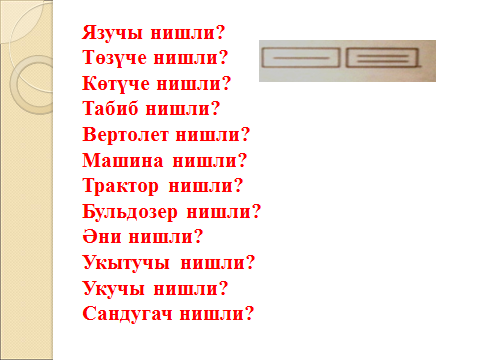 Язучы нишли?
Төзүче нишли?
Көтүче нишли?
Табиб нишли?
Вертолет нишли?
Машина нишли?
Трактор нишли?
Бульдозер нишли?
Әни нишли?
Укытучы нишли?
Укучы нишли?
Сандугач нишли?